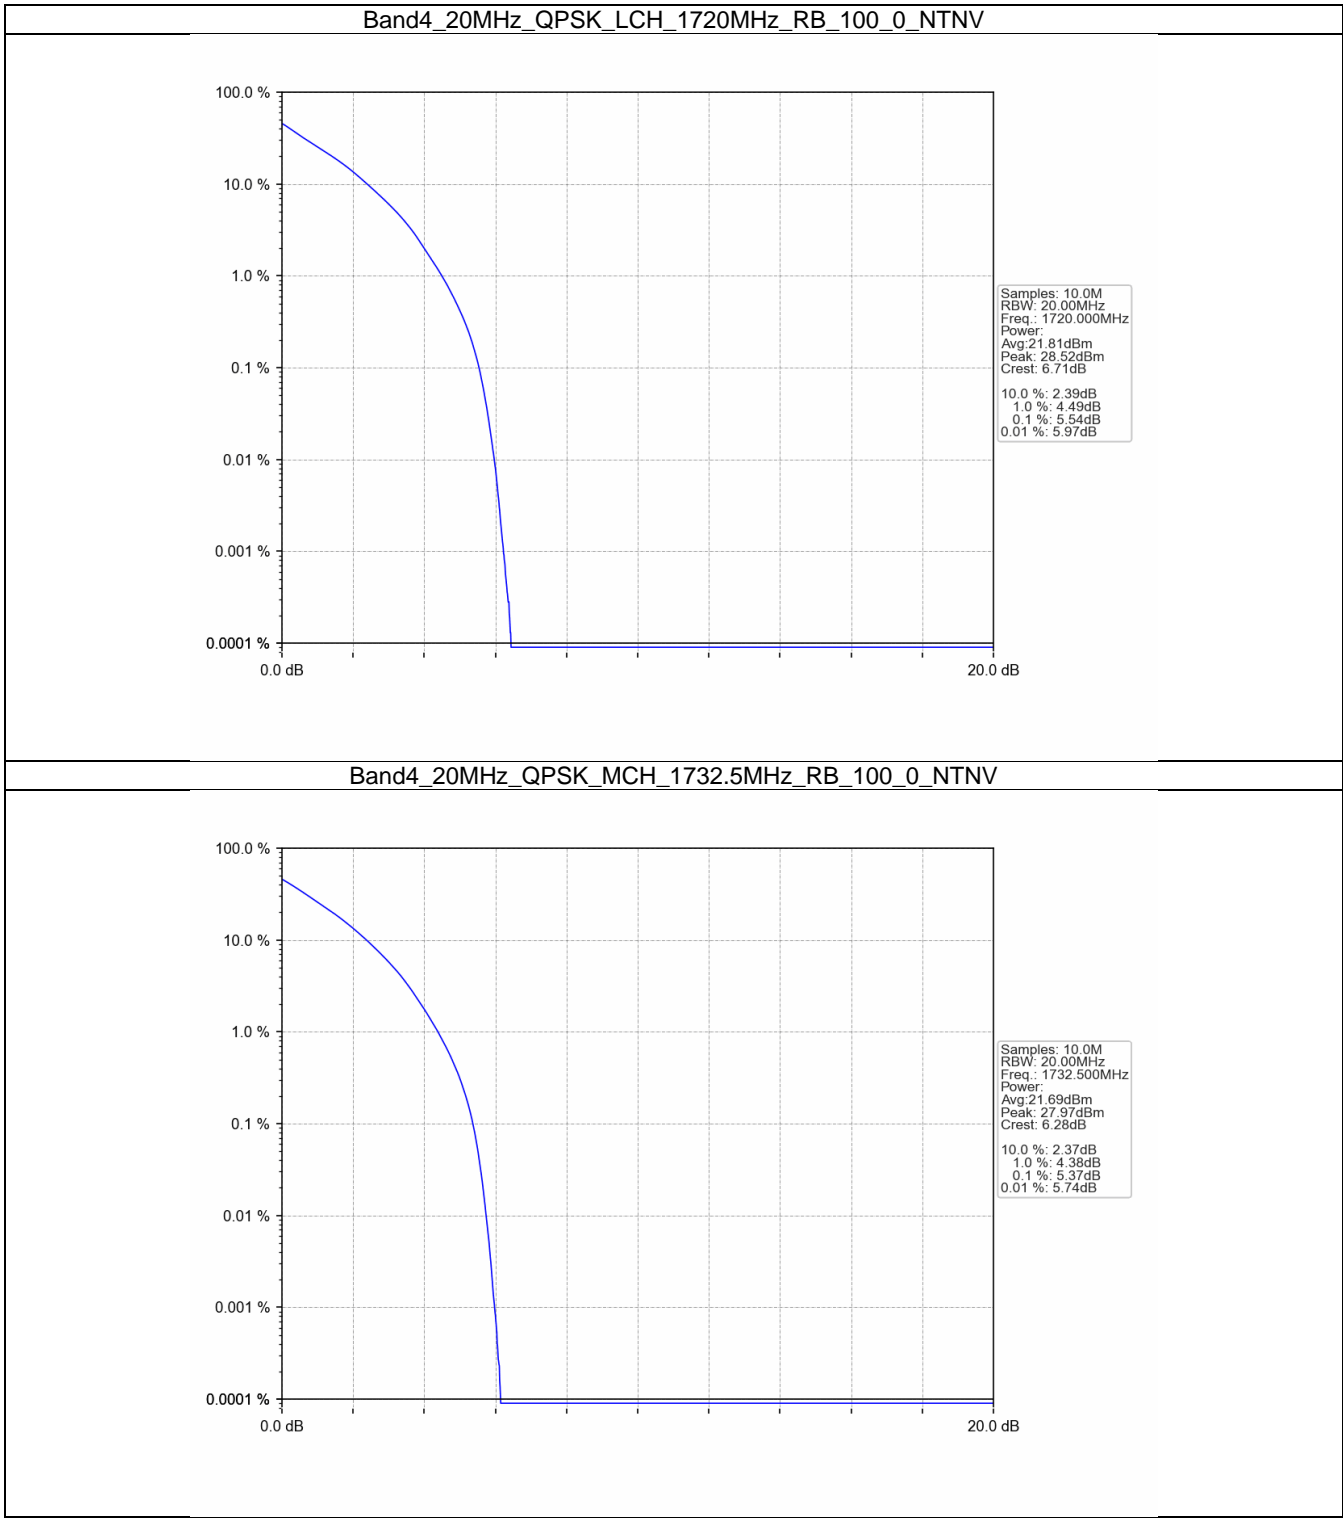 Band4_20MHz_QPSK_LCH_1720MHz_RB_100_0_NTNV
100.0 %
10.0 %
1.0 %
0.1 %
0.01 %
0.001 %
0.0001 %
0.0 dB
20.0 dB
Samples: 10.0M
RBW: 20.00MHz
Freq.: 1720.000MHz
Power:
Avg:21.81dBm
Peak: 28.52dBm
Crest: 6.71dB
10.0 %: 2.39dB
1.0 %: 4.49dB
0.1 %: 5.54dB
0.01 %: 5.97dB
Band4_20MHz_QPSK_MCH_1732.5MHz_RB_100_0_NTNV
100.0 %
10.0 %
1.0 %
0.1 %
0.01 %
0.001 %
0.0001 %
0.0 dB
20.0 dB
Samples: 10.0M
RBW: 20.00MHz
Freq.: 1732.500MHz
Power:
Avg:21.69dBm
Peak: 27.97dBm
Crest: 6.28dB
10.0 %: 2.37dB
1.0 %: 4.38dB
0.1 %: 5.37dB
0.01 %: 5.74dB